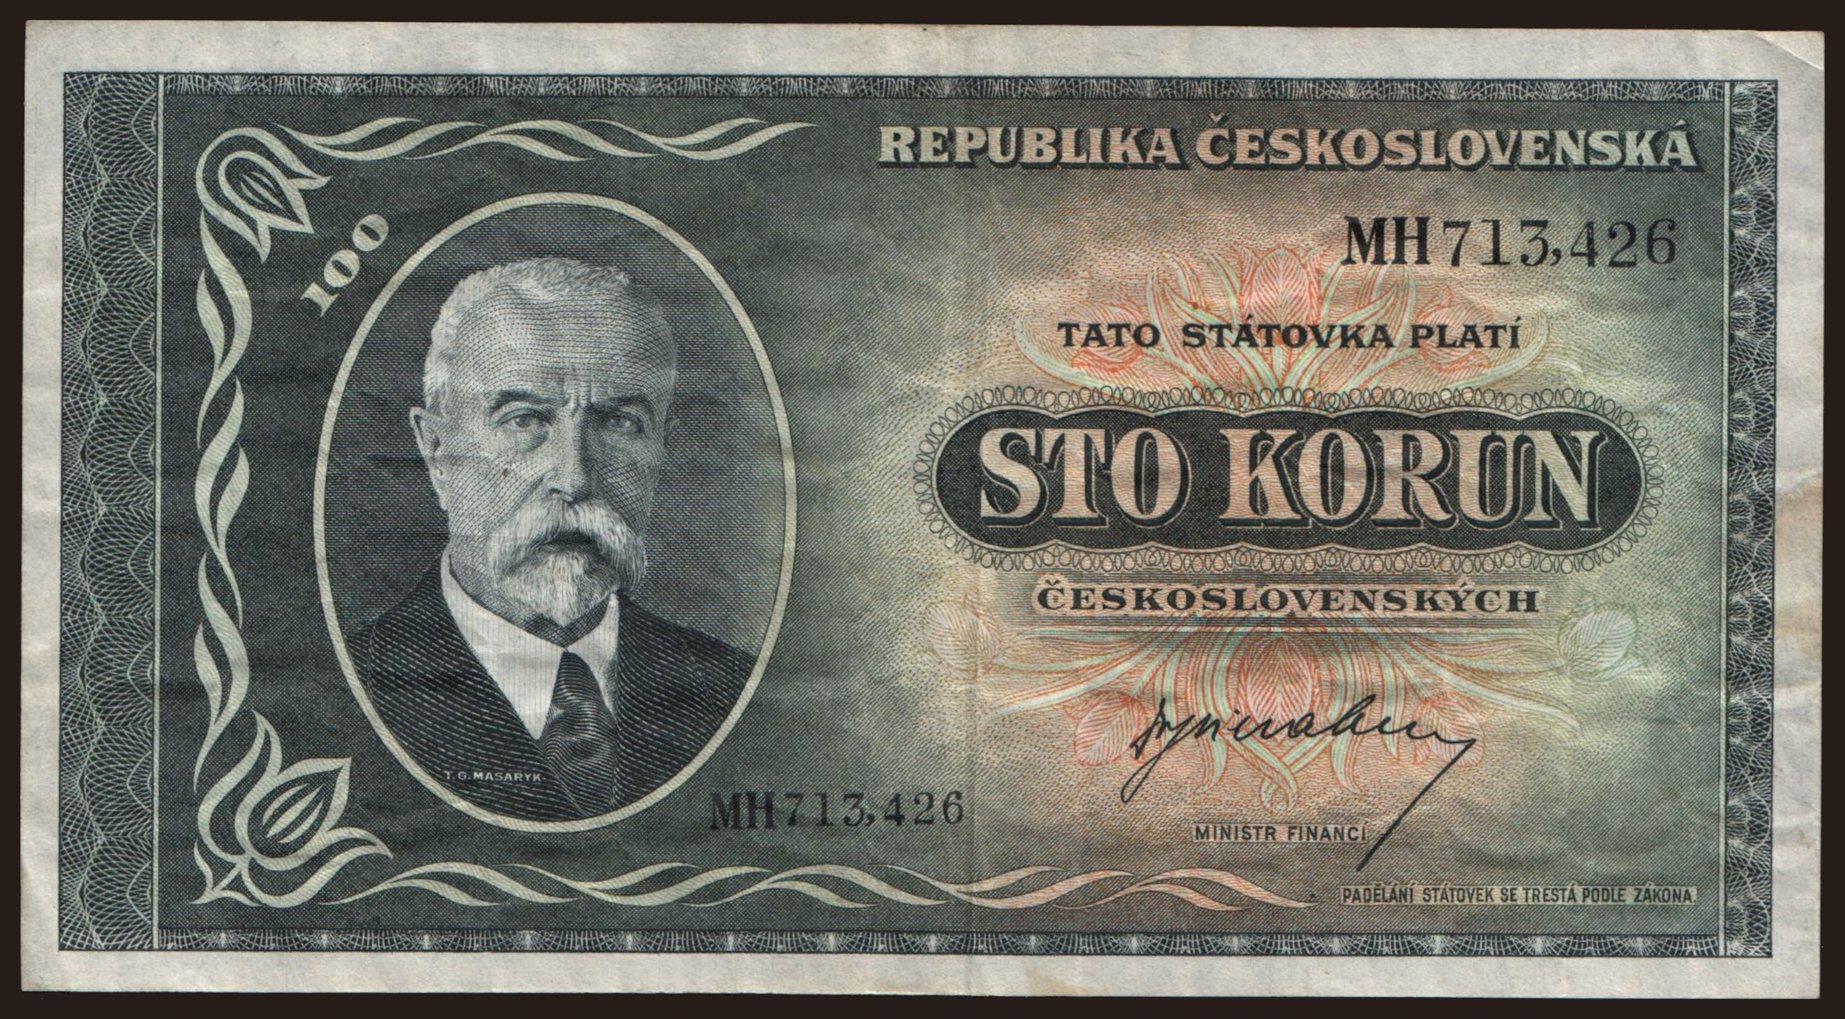 REPUBLIKA ČESKOSLOVENSKÁ
100
MH713,426
TATO STÁTOVKA PLATÍ
STO KORUN
ČESKOSLOVENSKÝCH
T. G. MASARYK
MH713,426
MINISTR FINANCÍ
PADĚLÁNÍ STÁTOVEK SE TRESTÁ PODLE ZÁKONA.